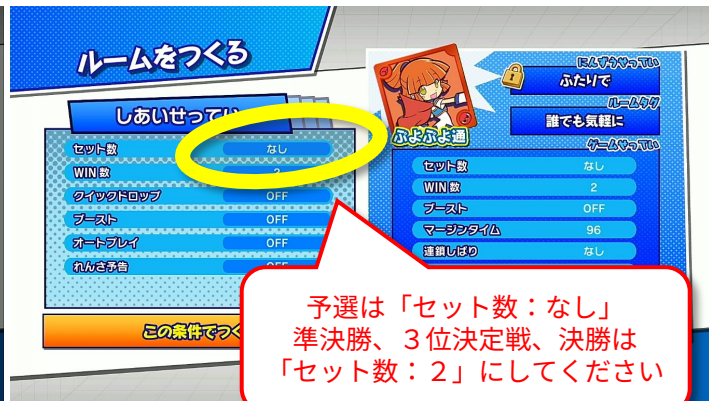 ルームをつくる
しあいせってい
セット数 なし
WIN数 2
クイックドロップ OFF
ブースト OFF
オートプレイ OFF
れんさ予告 OFF
この条件でつく
ぷよぷよ通
にんずうせってい
ふたりで
ルームタグ
誰でも気軽に
ゲームせってい
セット数 なし
WIN数 2
ブースト OFF
マージンタイム 96
連鎖しばり なし
予選は「セット数：なし」
準決勝、３位決定戦、決勝は
「セット数：２」にしてください